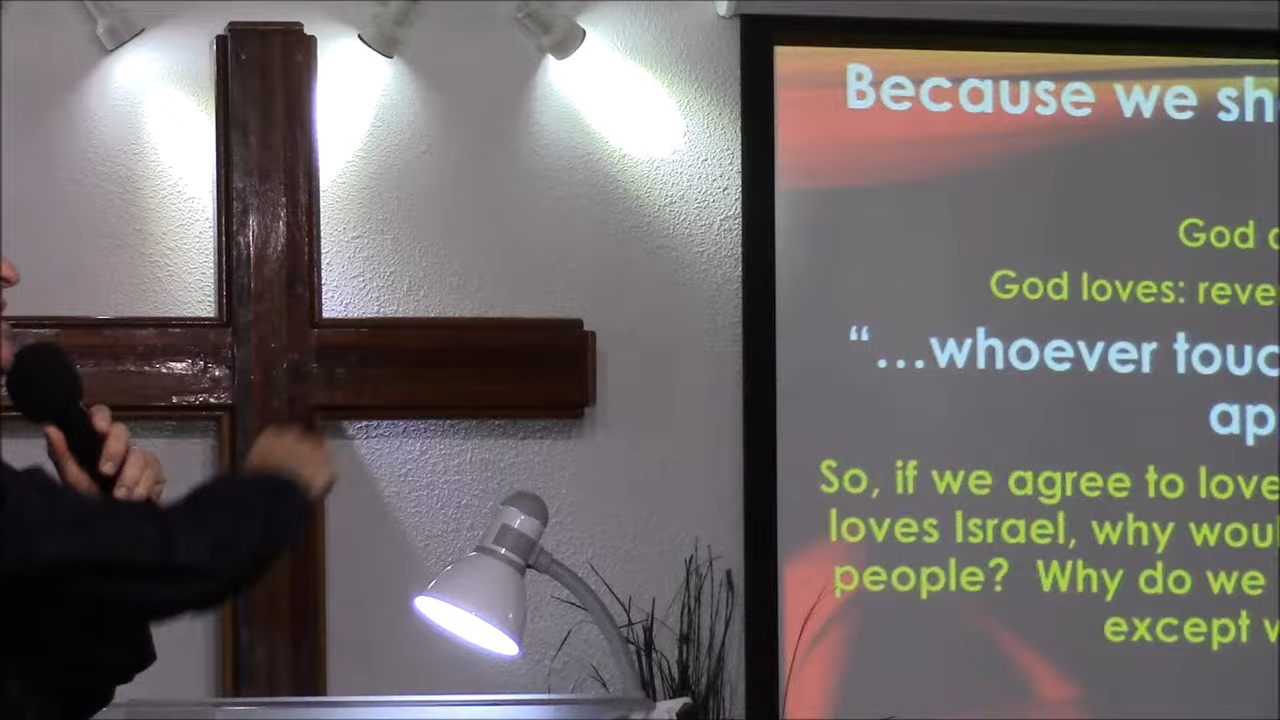 Because we sh
God
God loves: reve
“…whoever touc
ap
So, if we agree to love
loves Israel, why wou
people? Why do we
except